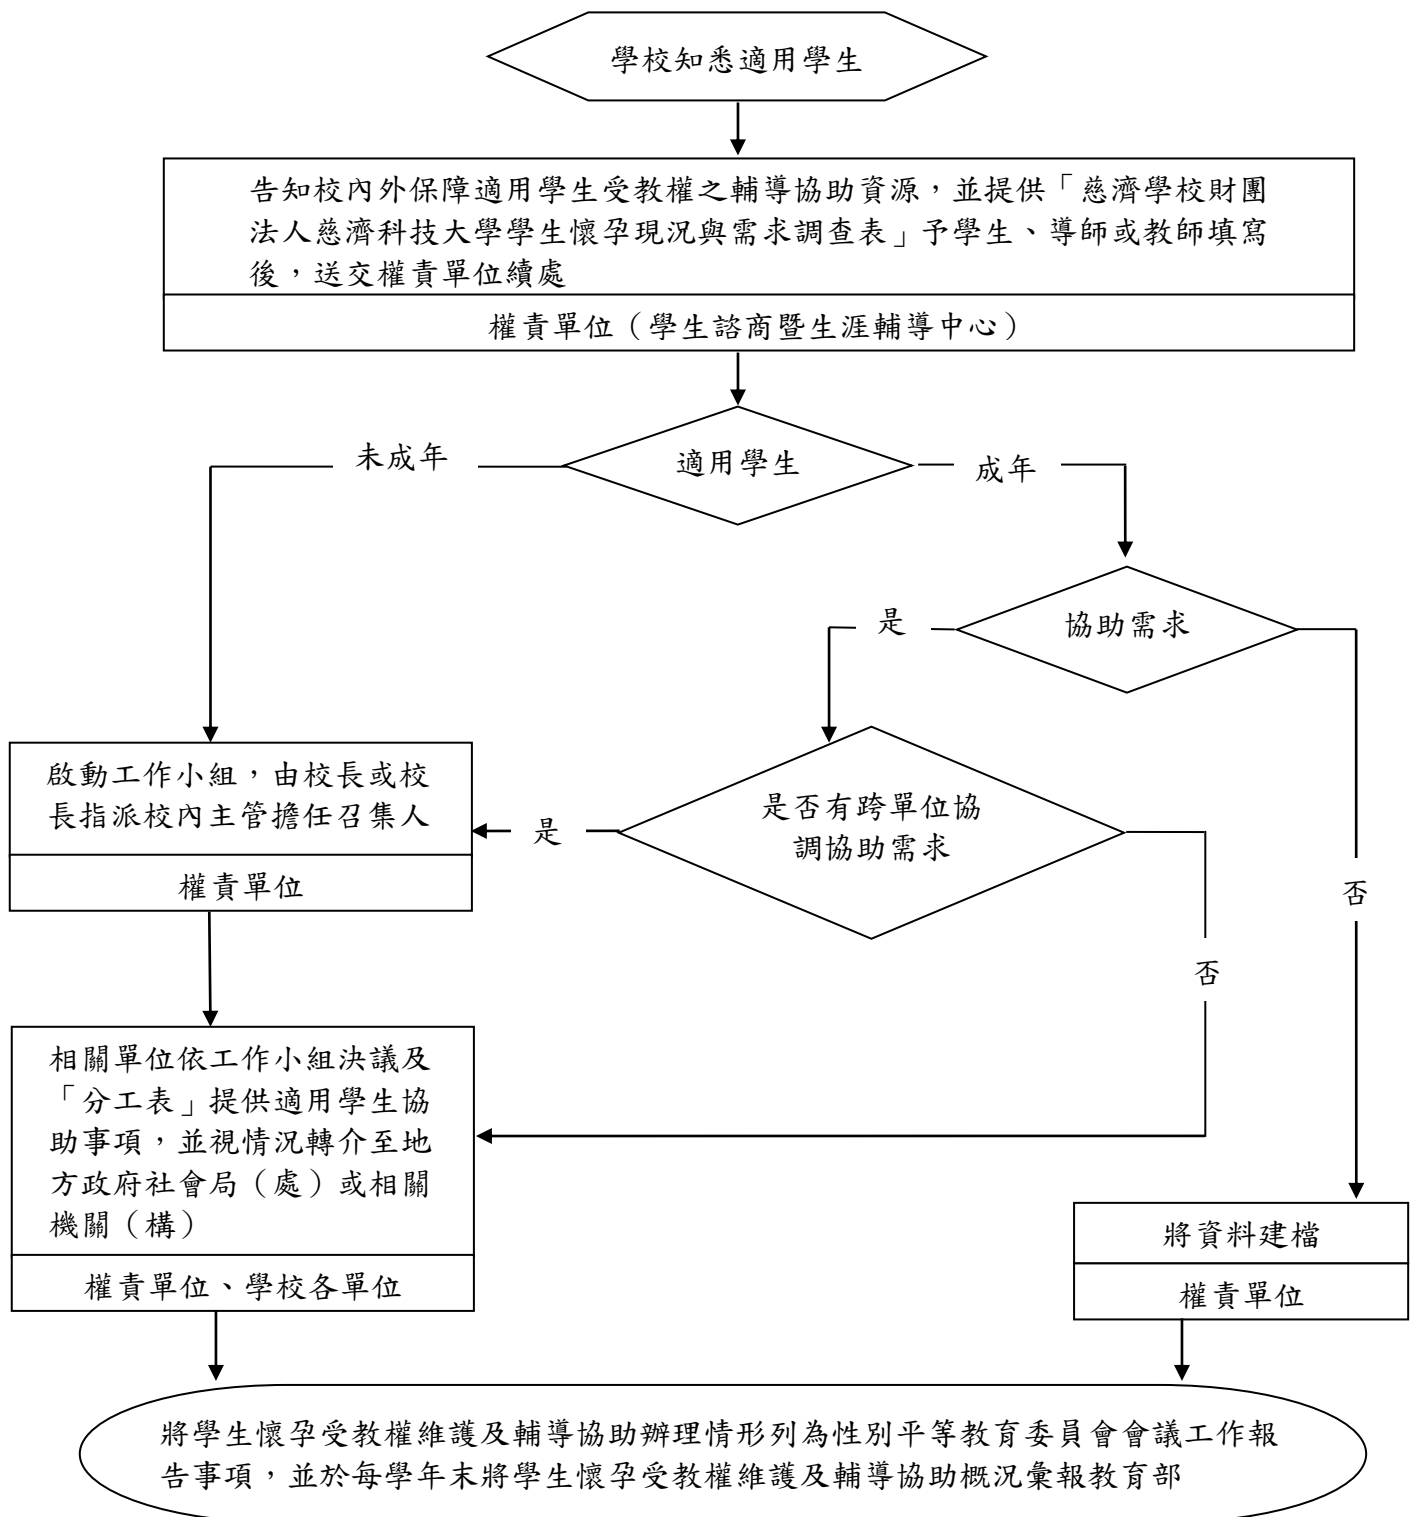 學校知悉適用學生
告知校內外保障適用學生受教權之輔導協助資源，並提供「慈濟學校財團
法人慈濟科技大學學生懷孕現況與需求調查表」予學生、導師或教師填寫
後，送交權責單位續處
權責單位（學生諮商暨生涯輔導中心）
適用學生
未成年
成年
協助需求
是
是否有跨單位協
調協助需求
啟動工作小組，由校長或校
長指派校內主管擔任召集人
是
權責單位
否
否
相關單位依工作小組決議及
「分工表」提供適用學生協
助事項，並視情況轉介至地
方政府社會局（處）或相關
機關（構）
權責單位、學校各單位
將資料建檔
權責單位
將學生懷孕受教權維護及輔導協助辦理情形列為性別平等教育委員會會議工作報
告事項，並於每學年末將學生懷孕受教權維護及輔導協助概況彙報教育部